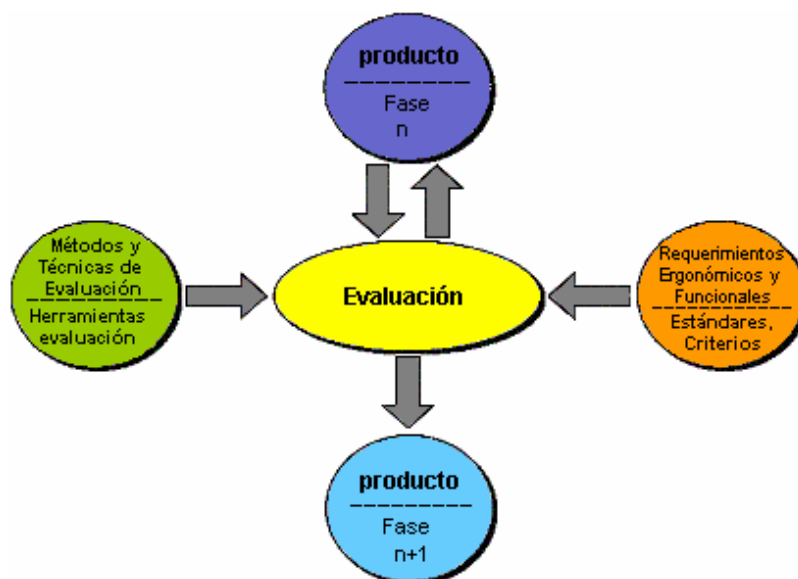 producto
Fase
n
Métodos y
Técnicas de
Evaluación
Herramientas
evaluación
Evaluación
Requerimientos
Ergonómicos y
Funcionales
Estándares,
Criterios
producto
Fase
n+1